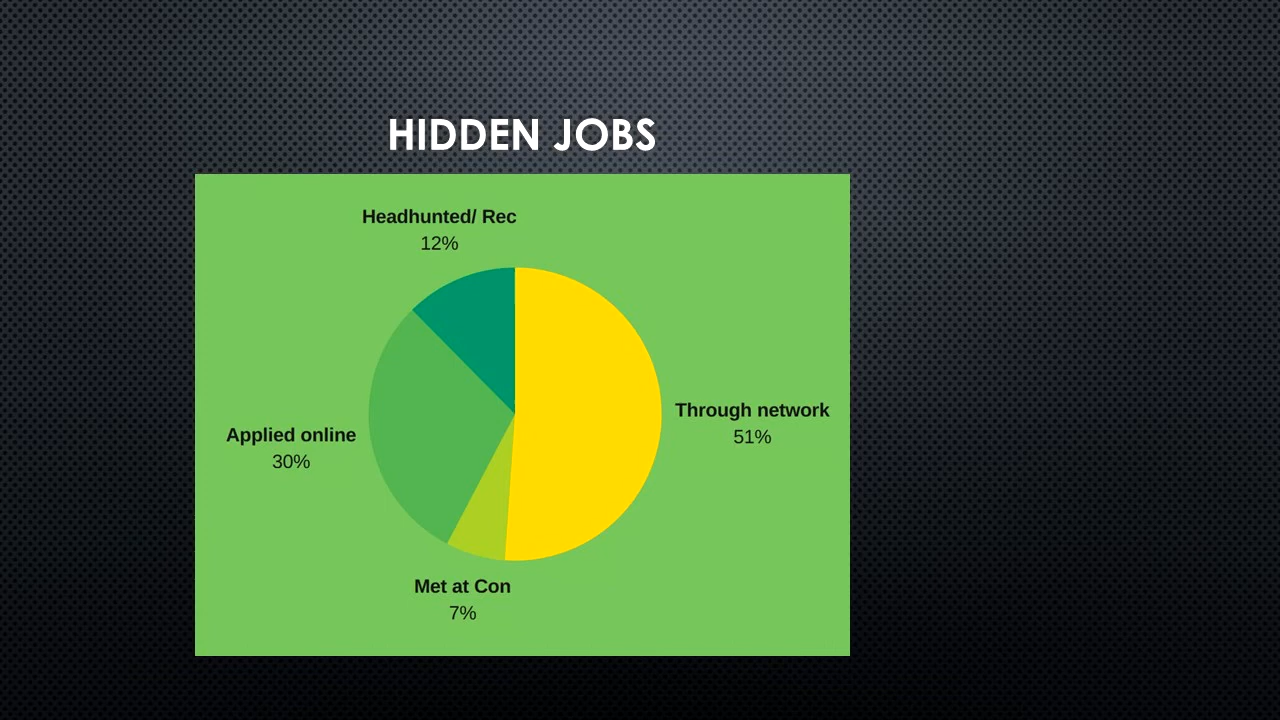 HIDDEN JOBS
Headhunted/ Rec
12%
Through network
51%
Applied online
30%
Met at Con
7%